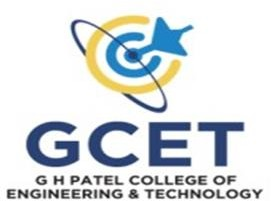 GCET
G H PATEL COLLEGE OF
ENGINEERING & TECHNOLOGY